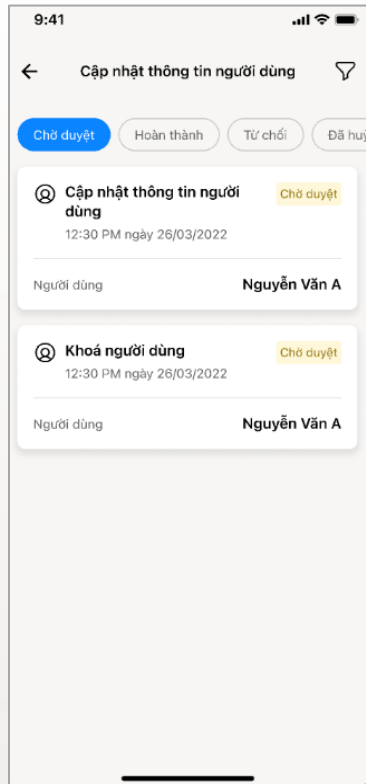 9:41
Cập nhật thông tin người dùng
Chờ duyệt
Hoàn thành
Từ chối
Đã huỷ
Cập nhật thông tin người
dùng
Chờ duyệt
12:30 PM ngày 26/03/2022
Người dùng
Nguyễn Văn A
Khoá người dùng
Chờ duyệt
12:30 PM ngày 26/03/2022
Người dùng
Nguyễn Văn A